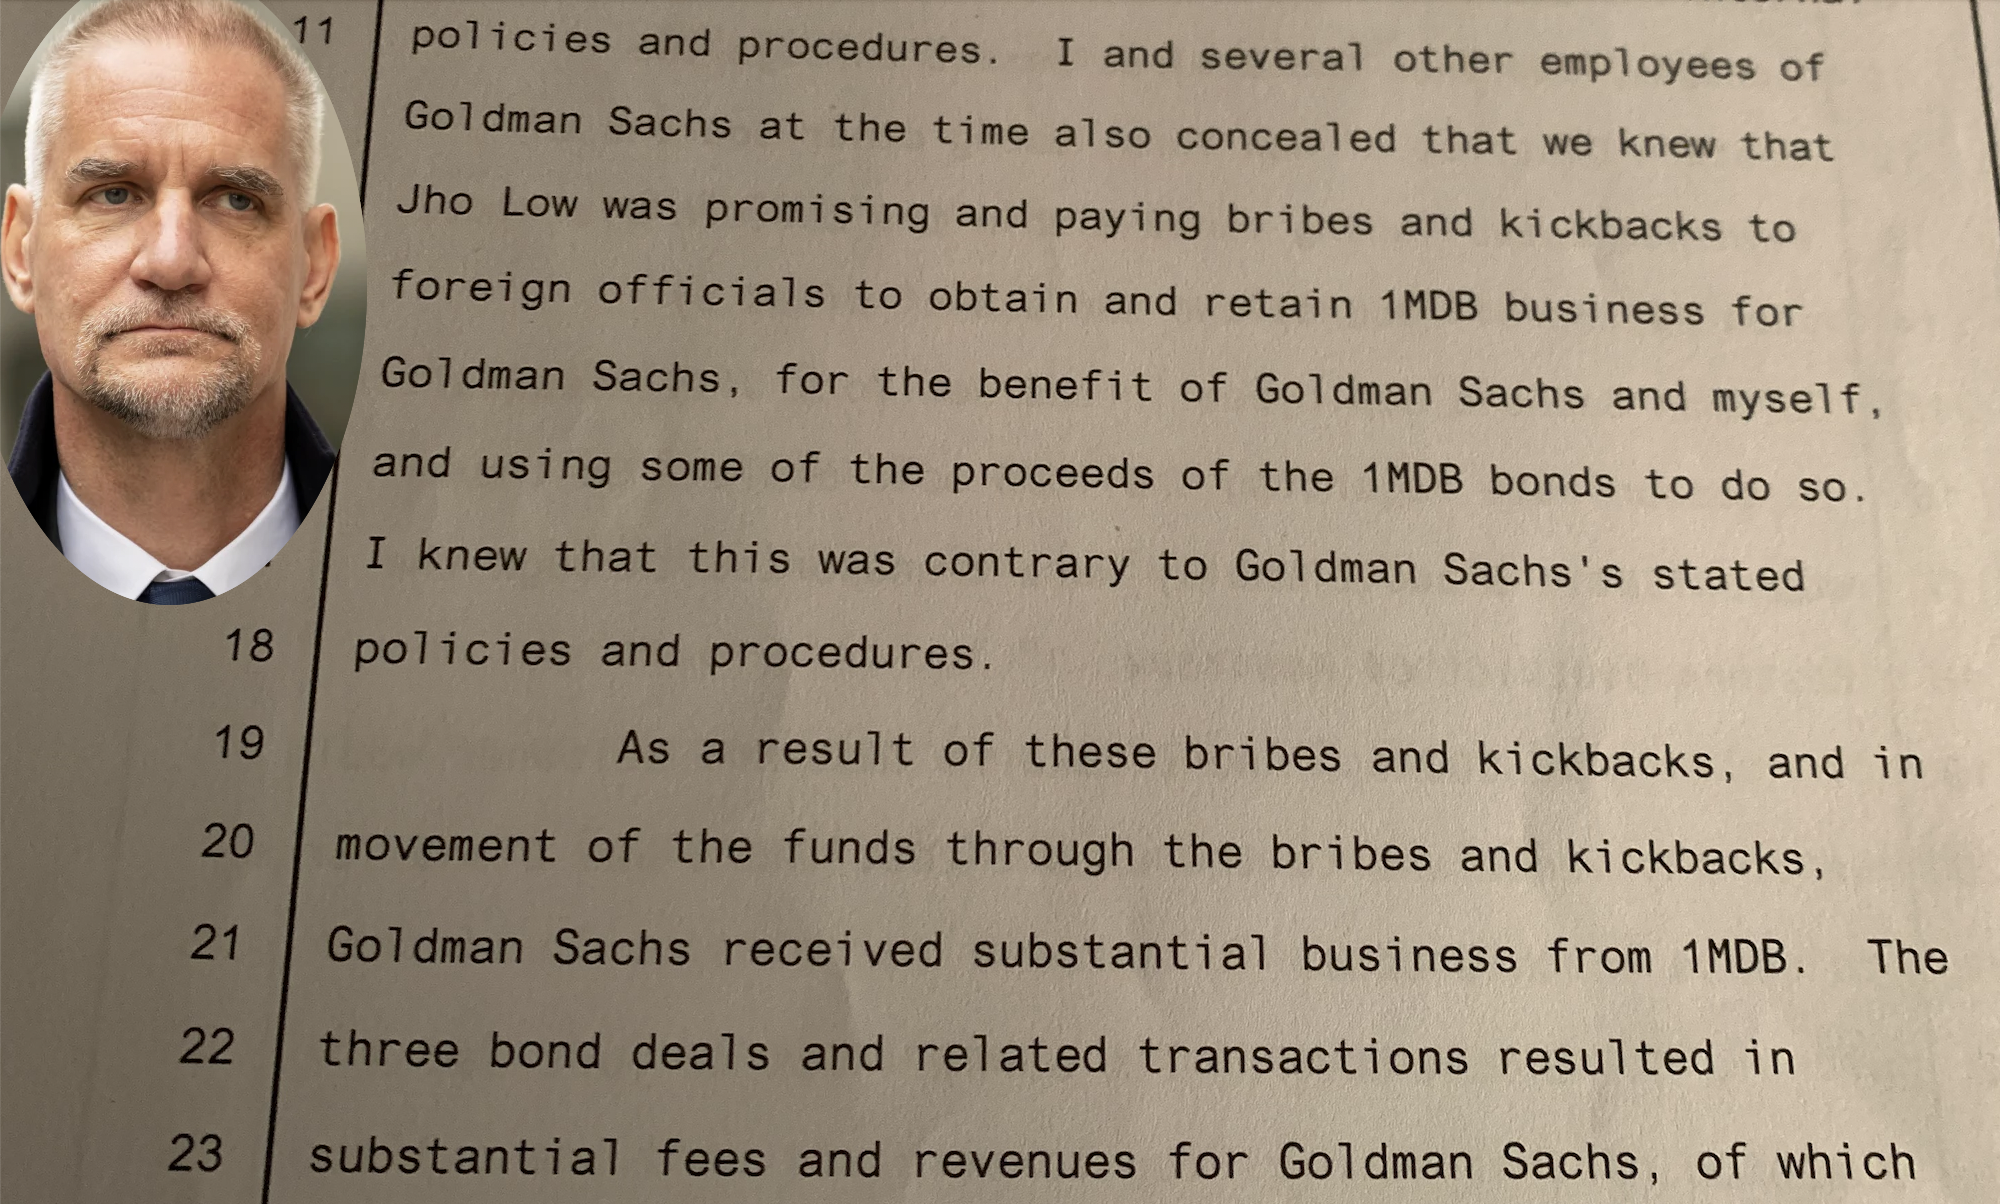 11 policies and procedures. I and several other employees of
Goldman Sachs at the time also concealed that we knew that
Jho Low was promising and paying bribes and kickbacks to
foreign officials to obtain and retain 1MDB business for
Goldman Sachs, for the benefit of Goldman Sachs and myself,
and using some of the proceeds of the 1MDB bonds to do so.
I knew that this was contrary to Goldman Sachs's stated
18 policies and procedures.
19 As a result of these bribes and kickbacks, and in
20 movement of the funds through the bribes and kickbacks,
21 Goldman Sachs received substantial business from 1MDB. The
22 three bond deals and related transactions resulted in
23 substantial fees and revenues for Goldman Sachs, of which